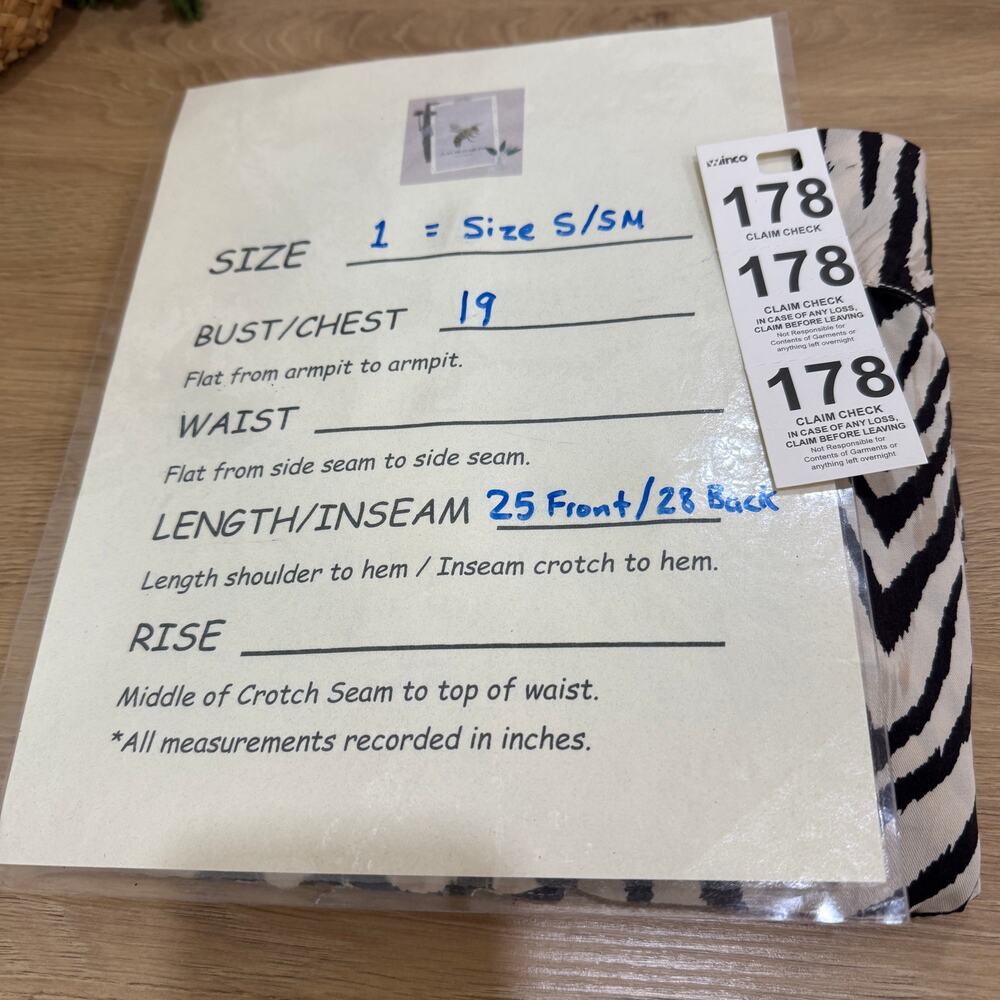 SIZE 1 = Size S/SM
BUST/CHEST 19
Flat from armpit to armpit.
WAIST
Flat from side seam to side seam.
LENGTH/INSEAM 25 Front/28 Back
Length shoulder to hem / Inseam crotch to hem.
RISE
Middle of Crotch Seam to top of waist.
*All measurements recorded in inches.
winco
178
CLAIM CHECK
178
CLAIM CHECK
IN CASE OF ANY LOSS,
CLAIM BEFORE LEAVING
Not Responsible for
Contents of Garments or
anything left overnight
178
CLAIM CHECK
IN CASE OF ANY LOSS,
CLAIM BEFORE LEAVING
Not Responsible for
Contents of Garments or
anything left overnight